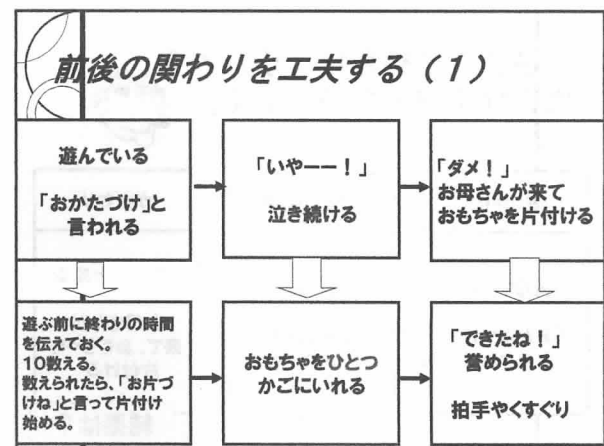 前後の関わりを工夫する（１）
遊んでいる
「おかたづけ」と
言われる
「いやーー！」
泣き続ける
「ダメ！」
お母さんが来て
おもちゃを片付ける
遊ぶ前に終わりの時間
を伝えておく。
10数える。
数えられたら、「お片づ
けね」と言って片付け
始める。
おもちゃをひとつ
かごにいれる
「できたね！」
誉められる
拍手やくすぐり